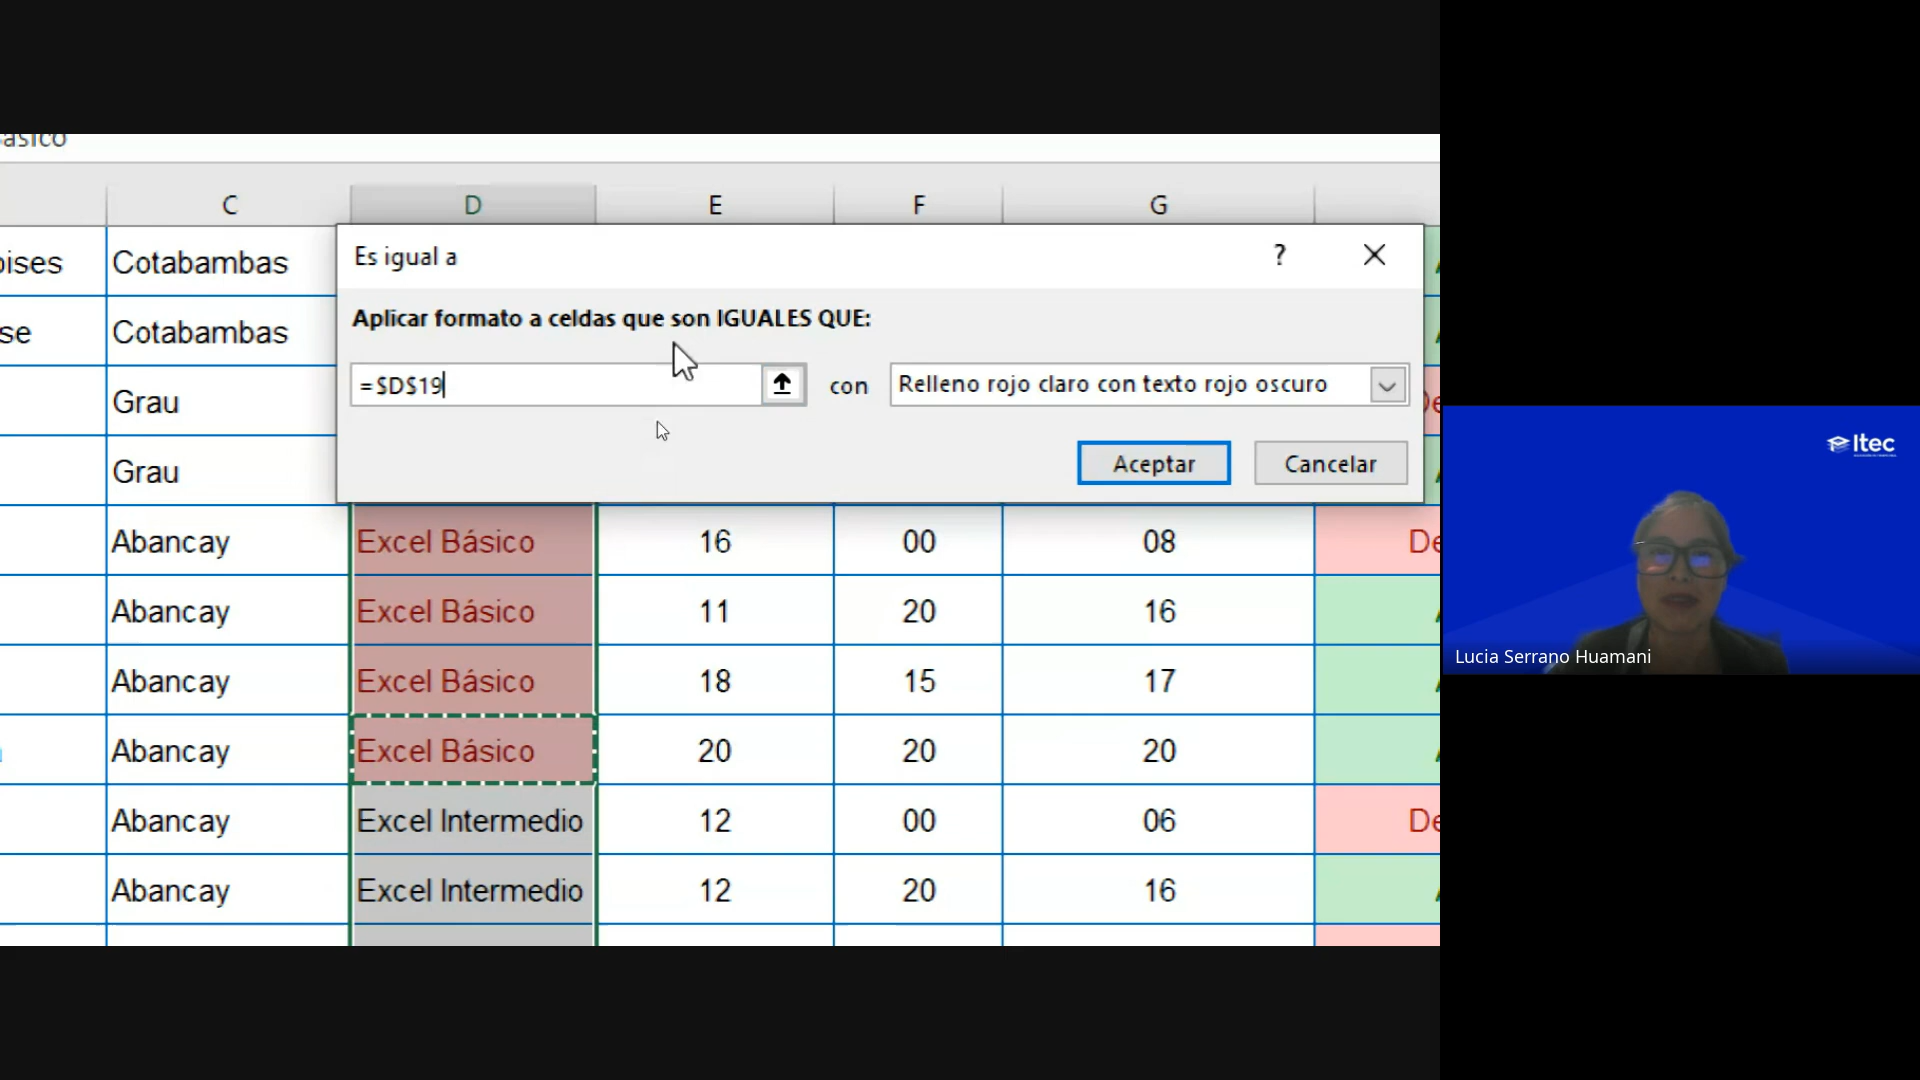 C D E F G
Es igual a ?
Aplicar formato a celdas que son IGUALES QUE:
=$D$19 con Relleno rojo claro con texto rojo oscuro
Aceptar Cancelar
Cotabambas
Cotabambas
Grau
Grau
Abancay Excel Básico 16 00 08
Abancay Excel Básico 11 20 16
Abancay Excel Básico 18 15 17
Abancay Excel Básico 20 20 20
Abancay Excel Intermedio 12 00 06
Abancay Excel Intermedio 12 20 16
Itec
Lucia Serrano Huamani